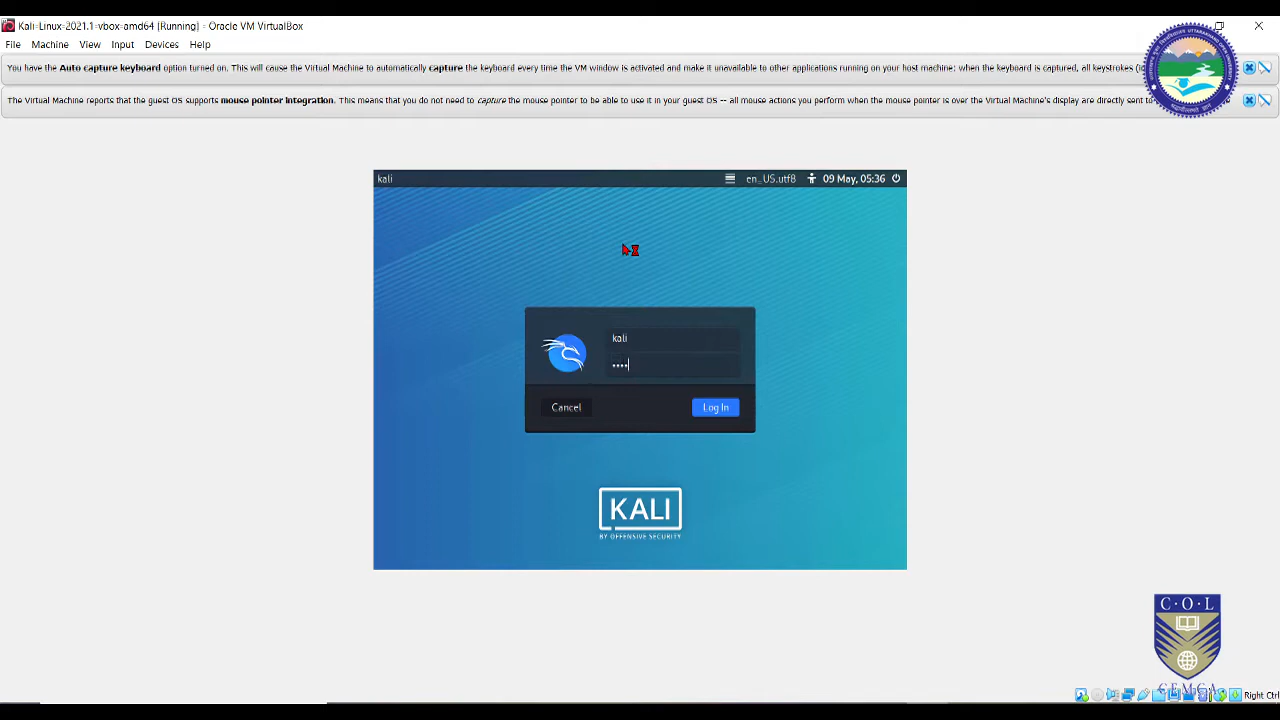 Kali-Linux-2021.1-vbox-amd64 [Running] - Oracle VM VirtualBox
File Machine View Input Devices Help
You have the Auto capture keyboard option turned on. This will cause the Virtual Machine to automatically capture the keyboard every time the VM window is activated and make it unavailable to other applications running on your host machine: when the keyboard is captured, all keystrokes
The Virtual Machine reports that the guest OS supports mouse pointer integration. This means that you do not need to capture the mouse pointer to be able to use it in your guest OS -- all mouse actions you perform when the mouse pointer is over the Virtual Machine's display are directly sent
kali en_US.utf8 09 May, 05:36
kali
••••
Cancel Log In
KALI
BY OFFENSIVE SECURITY
C·O·L
CEMCA
Right Ctrl